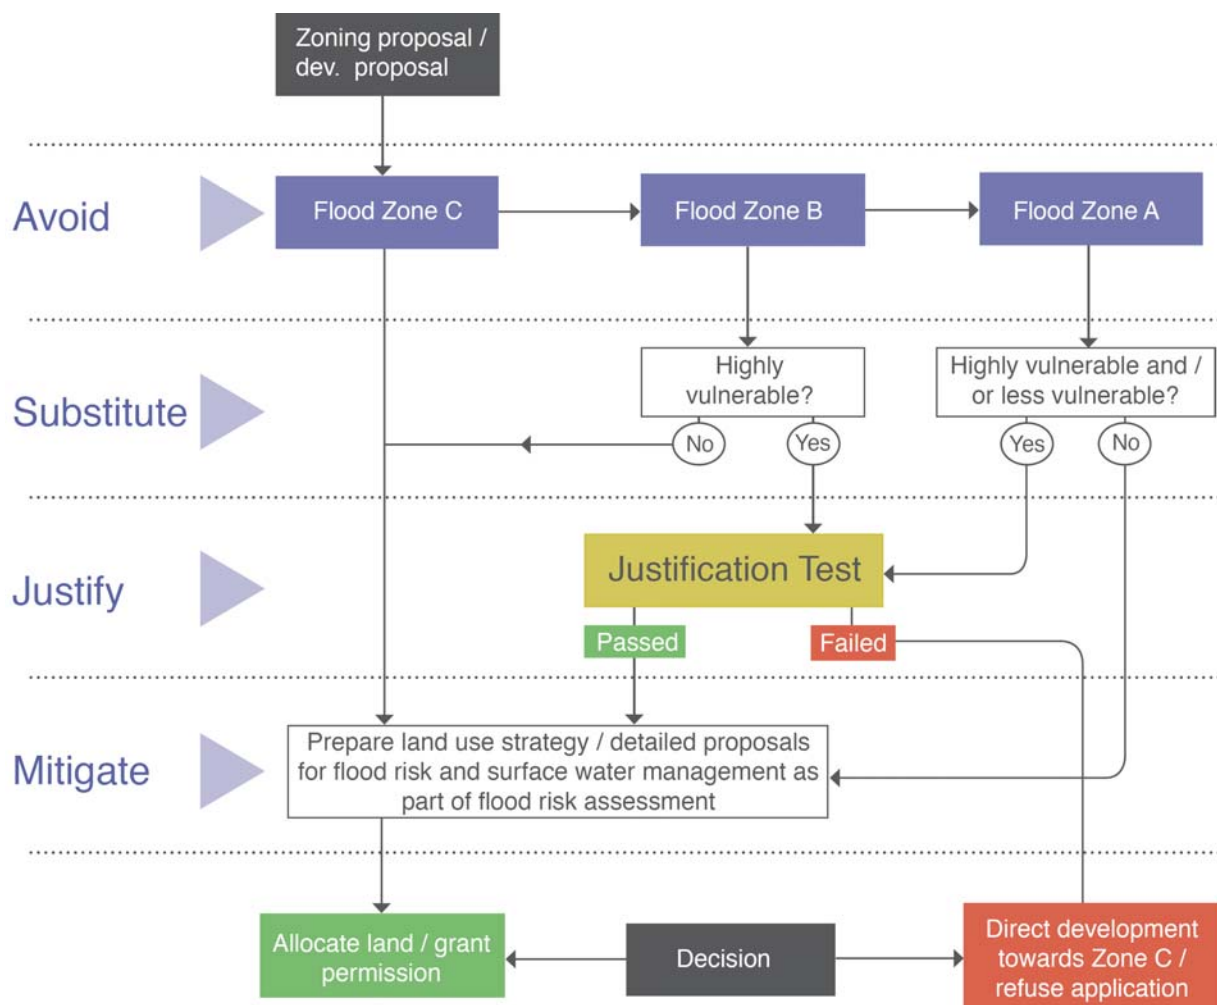 Zoning proposal /
dev. proposal
Avoid
Flood Zone C
Flood Zone B
Flood Zone A
Substitute
Highly
vulnerable?
Highly vulnerable and /
or less vulnerable?
No
Yes
Yes
No
Justify
Justification Test
Passed
Failed
Mitigate
Prepare land use strategy / detailed proposals
for flood risk and surface water management as
part of flood risk assessment
Allocate land / grant
permission
Decision
Direct development
towards Zone C /
refuse application